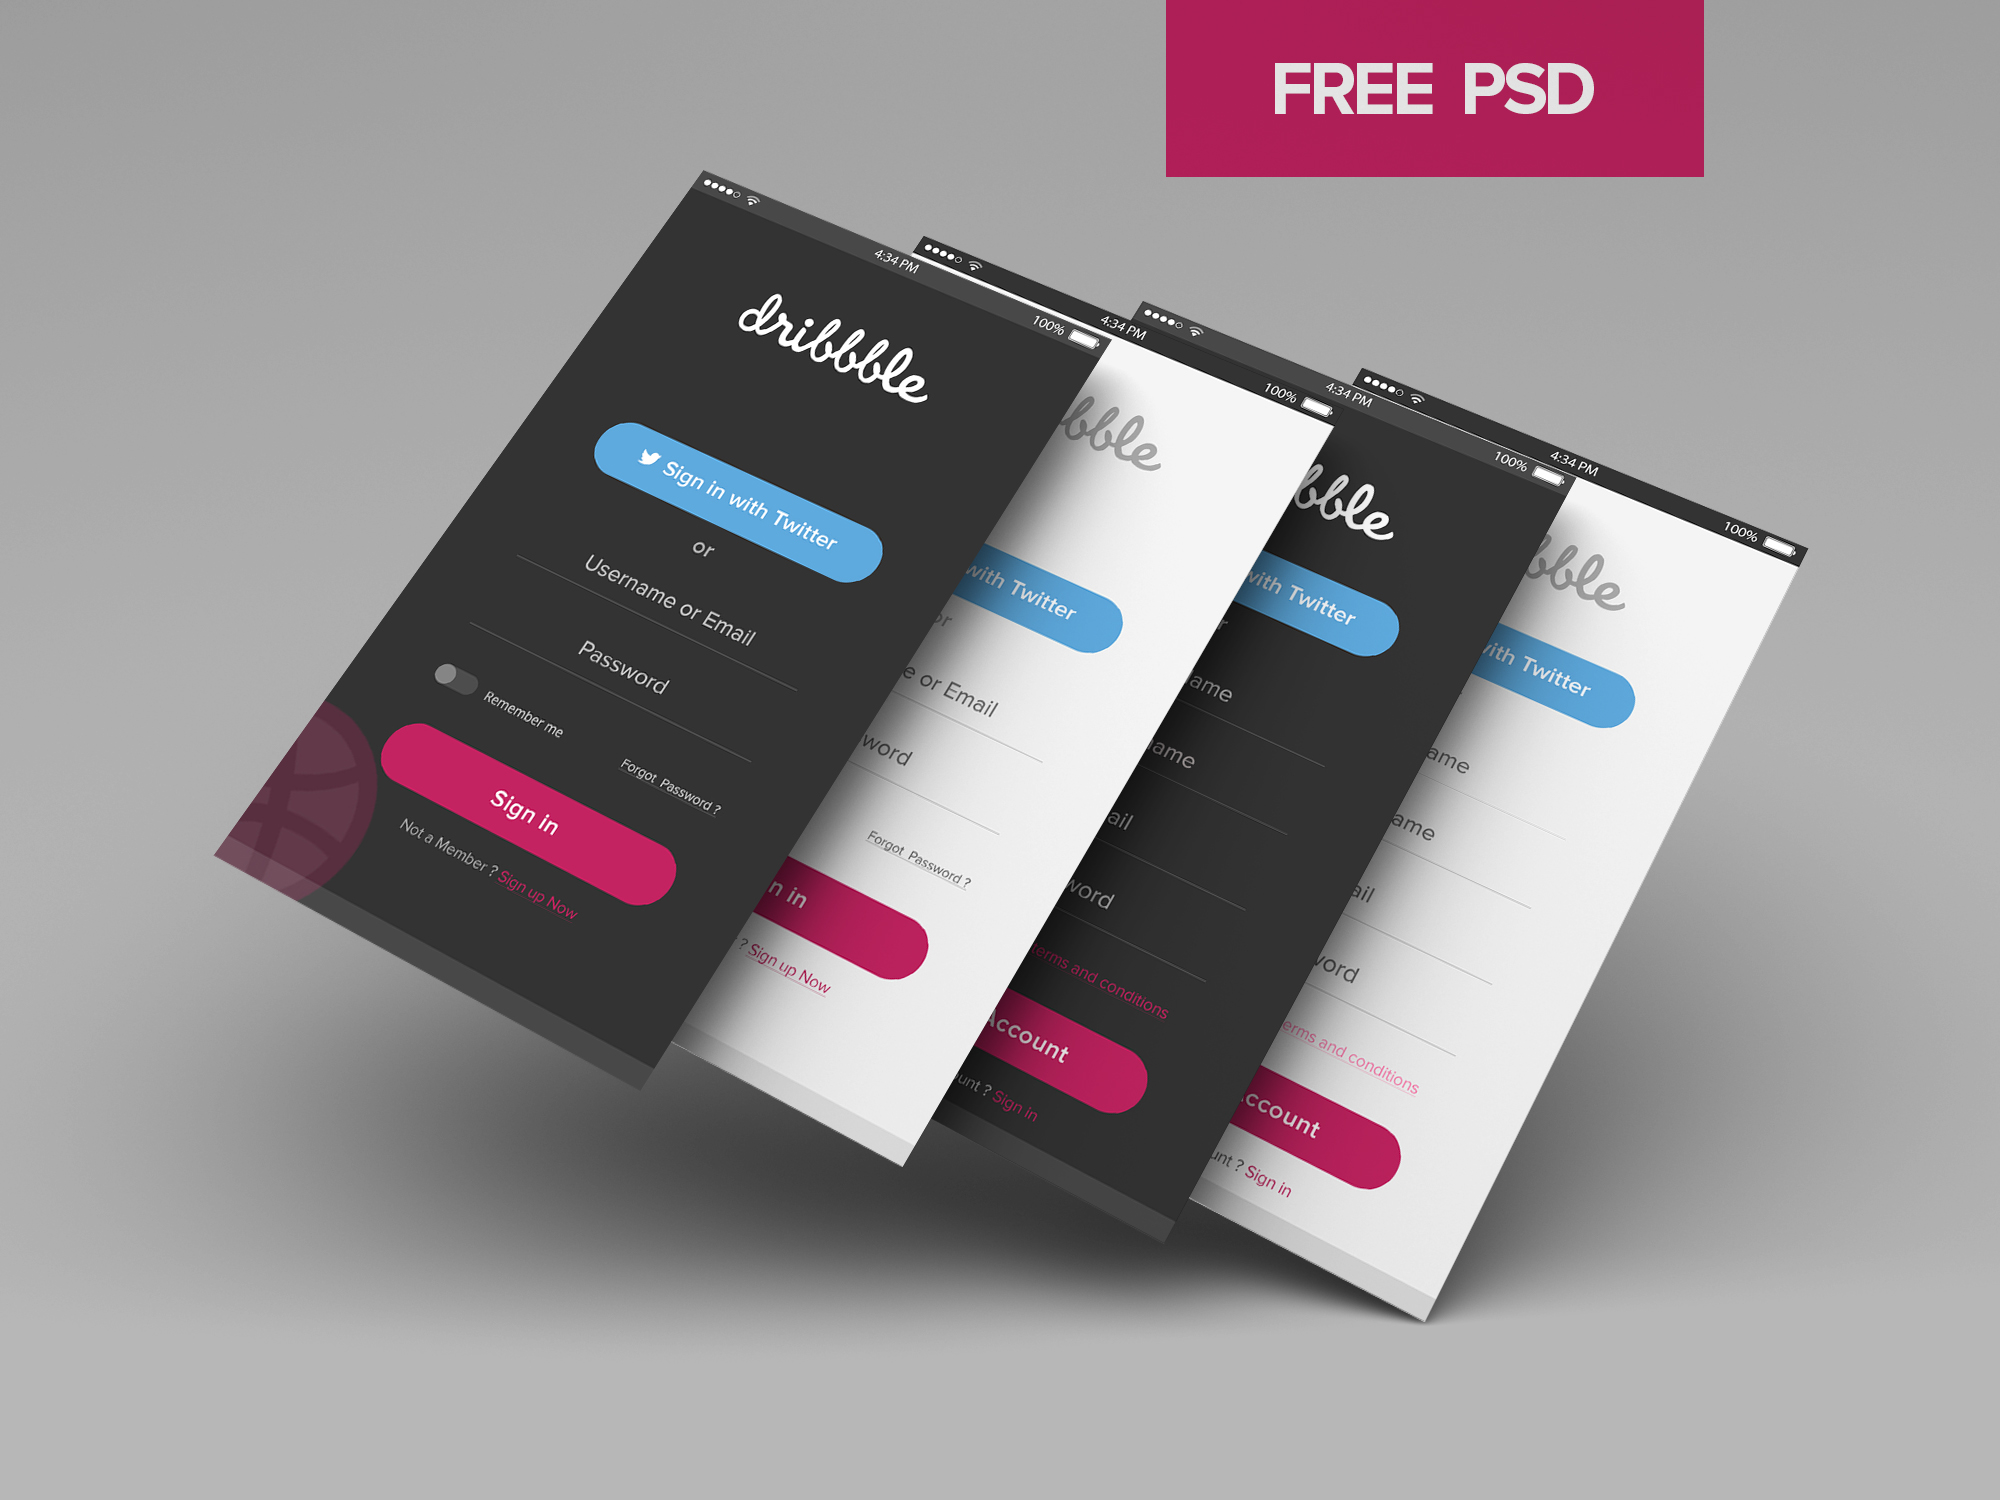 FREE PSD
4:34 PM
100%
dribbble
Sign in with Twitter
or
Username or Email
Password
Remember me
Forgot Password ?
Sign in
Not a Member ? Sign up Now
4:34 PM
100%
bbble
with Twitter
or
e or Email
word
Forgot Password ?
n in
? Sign up Now
4:34 PM
100%
bble
with Twitter
r
ame
ame
ail
word
terms and conditions
Account
unt ? Sign in
4:34 PM
100%
bble
with Twitter
ame
ame
ail
word
erms and conditions
ccount
unt ? Sign in